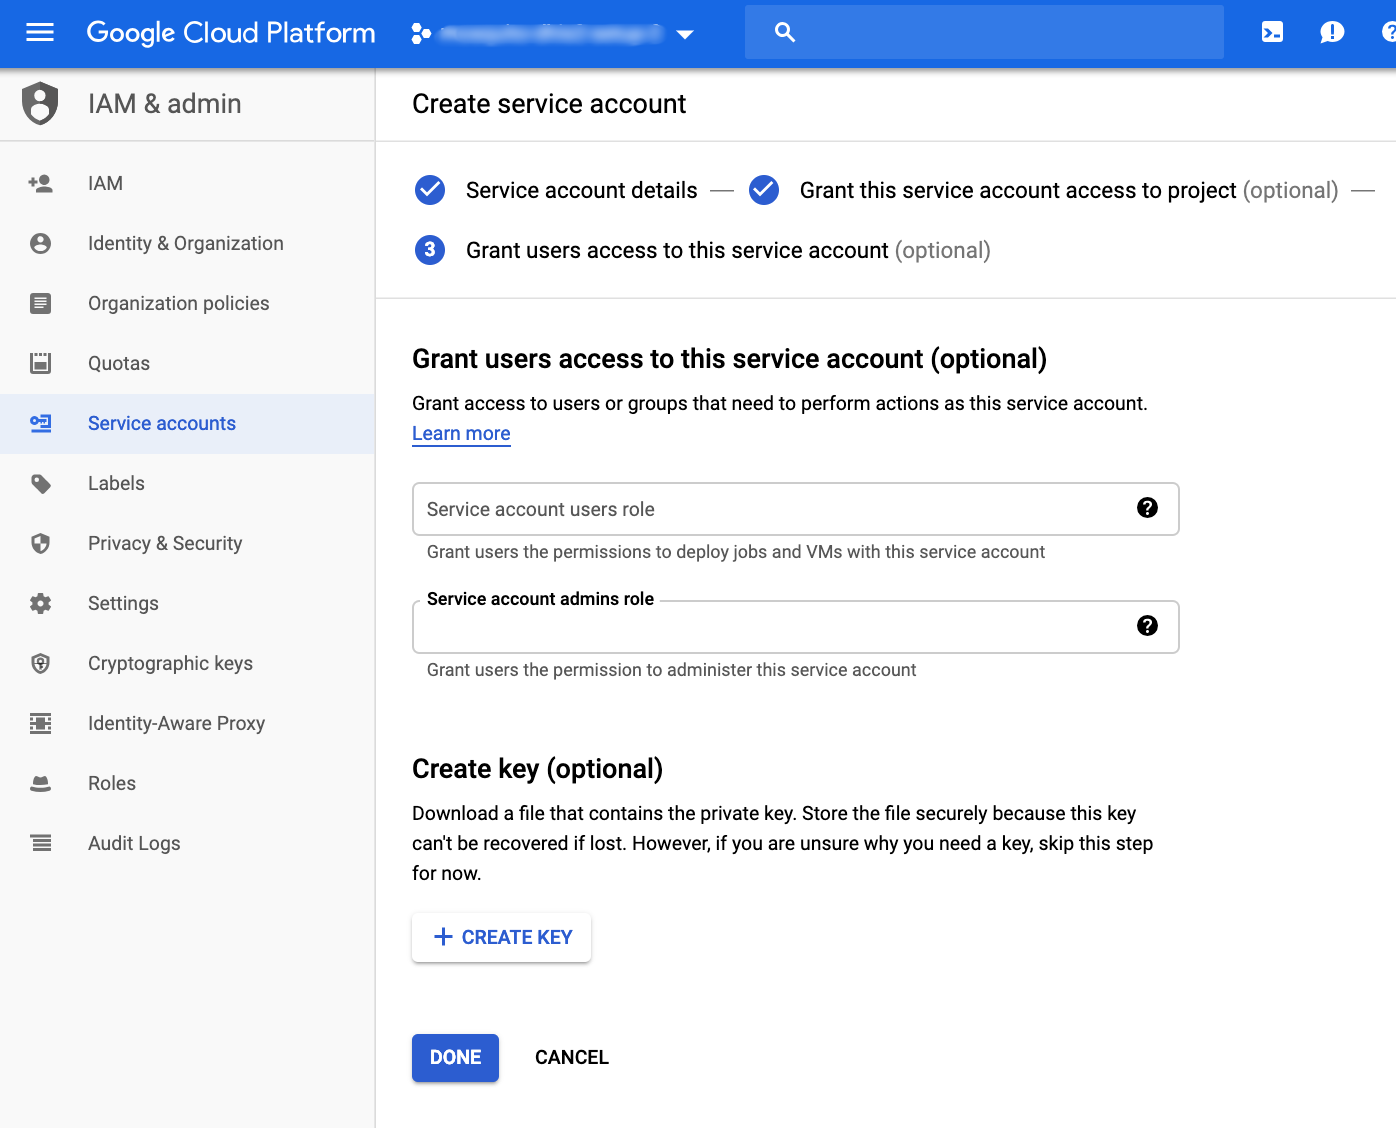 Google Cloud Platform
IAM & admin
Create service account
IAM
Identity & Organization
Organization policies
Quotas
Service accounts
Labels
Privacy & Security
Settings
Cryptographic keys
Identity-Aware Proxy
Roles
Audit Logs
Service account details — Grant this service account access to project (optional) —
3 Grant users access to this service account (optional)
Grant users access to this service account (optional)
Grant access to users or groups that need to perform actions as this service account.
Learn more
Service account users role
Grant users the permissions to deploy jobs and VMs with this service account
Service account admins role
Grant users the permission to administer this service account
Create key (optional)
Download a file that contains the private key. Store the file securely because this key
can't be recovered if lost. However, if you are unsure why you need a key, skip this step
for now.
+ CREATE KEY
DONE CANCEL